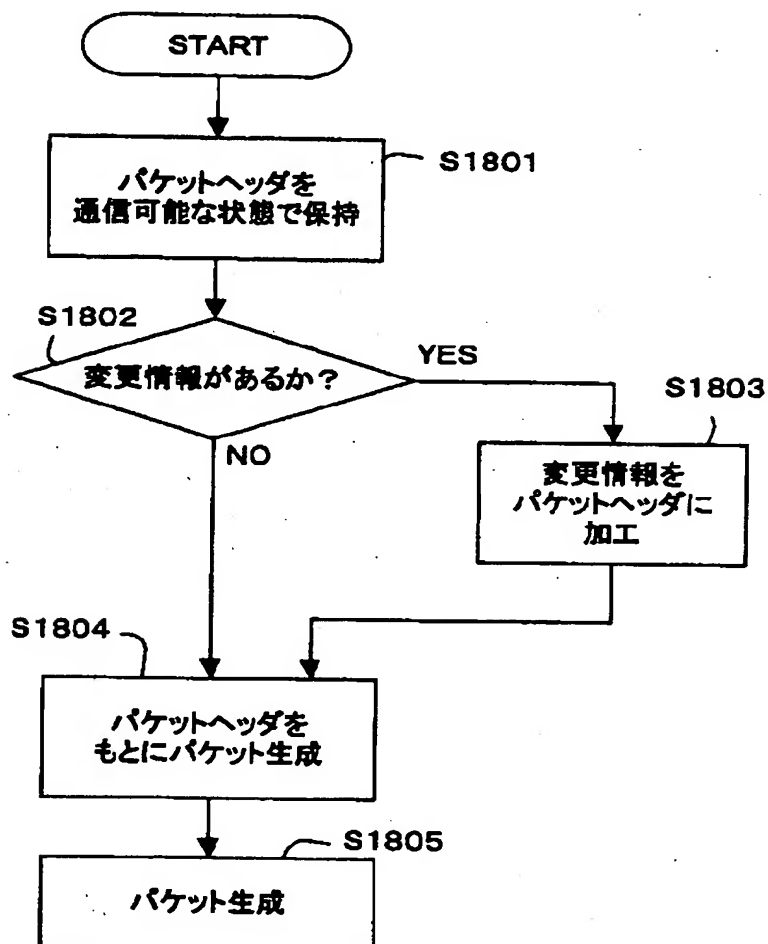 START
S1801
パケットヘッダを
通信可能な状態で保持
S1802
変更情報があるか？
YES
NO
S1803
変更情報を
パケットヘッダに
加工
S1804
パケットヘッダを
もとにパケット生成
S1805
パケット生成